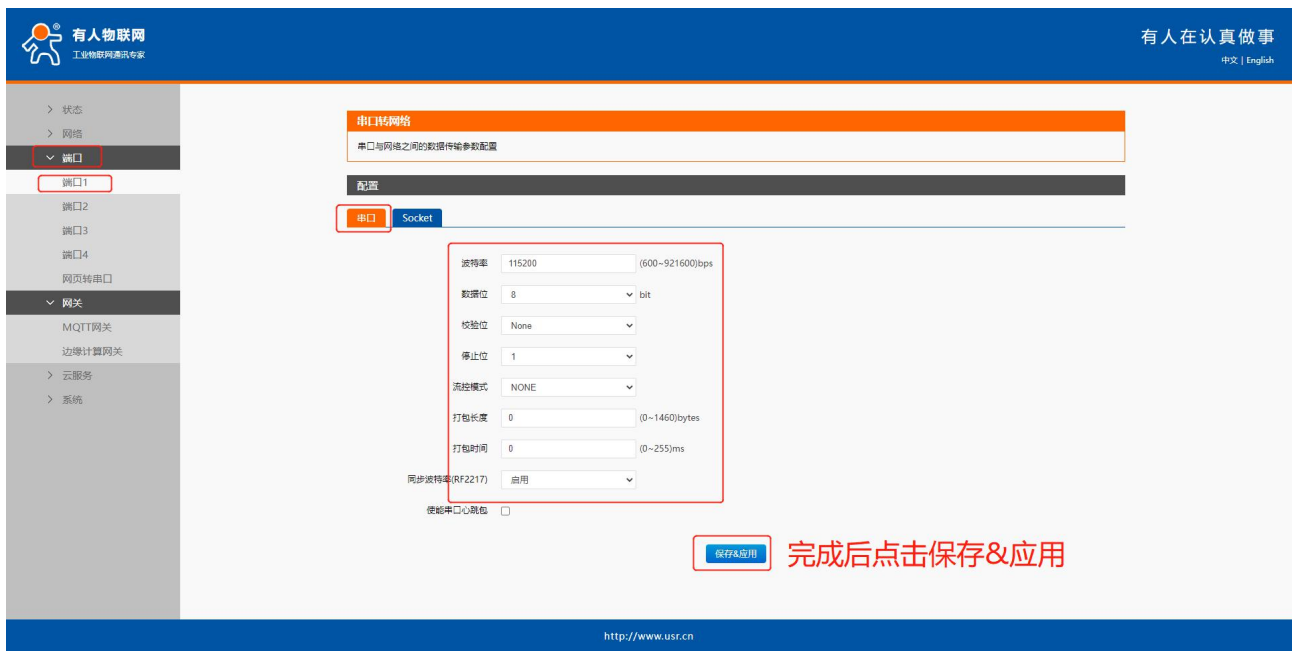 有人物联网
工业物联网通讯专家
有人在认真做事
中文 | English
状态
网络
端口
端口1
端口2
端口3
端口4
网页转串口
网关
MQTT网关
边缘计算网关
云服务
系统
串口转网络
串口与网络之间的数据传输参数配置
配置
串口 Socket
波特率 115200 (600~921600)bps
数据位 8 bit
校验位 None
停止位 1
流控模式 NONE
打包长度 0 (0~1460)bytes
打包时间 0 (0~255)ms
同步波特率(RF2217) 启用
使能串口心跳包
保存&应用 完成后点击保存&应用
http://www.usr.cn